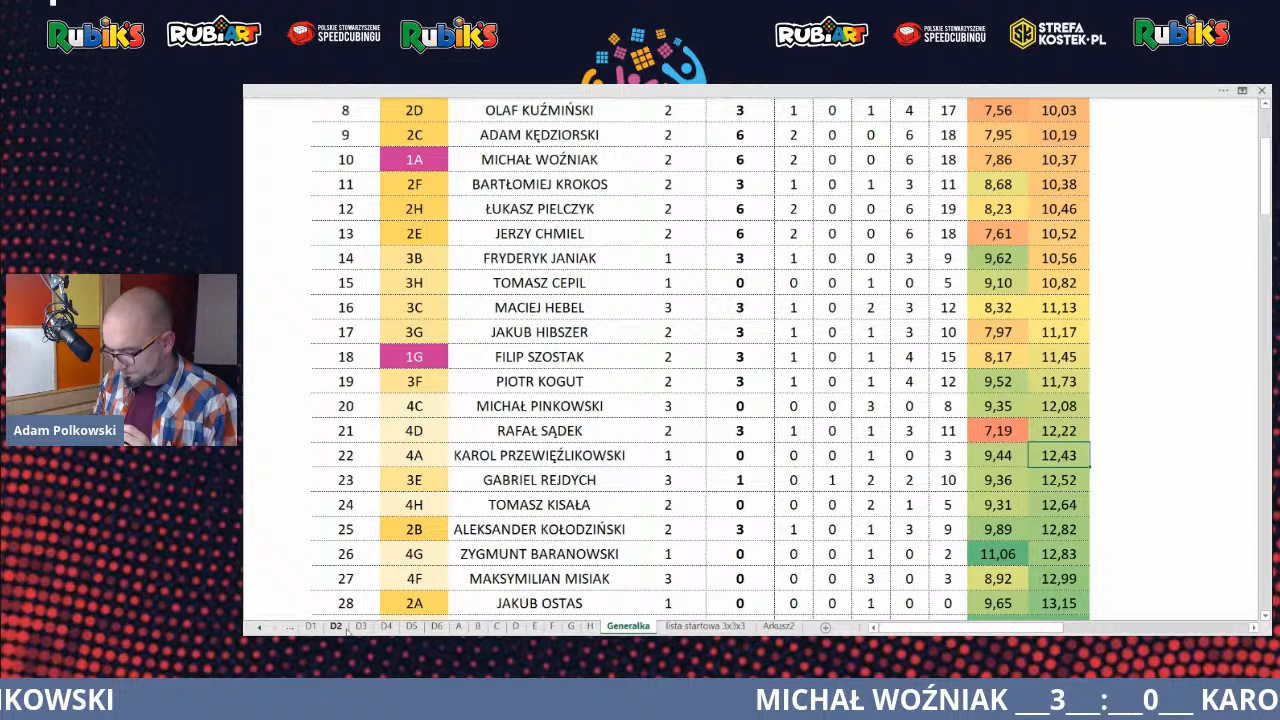 RUBIK'S RUBIART POLSKIE STOWARZYSZENIE SPEEDCUBINGU RUBIK'S RUBIART POLSKIE STOWARZYSZENIE SPEEDCUBINGU STREFA KOSTEK.PL RUBIK'S
8 2D OLAF KUŹMIŃSKI 2 3 1 0 1 4 17 7,56 10,03
9 2C ADAM KĘDZIORSKI 2 6 2 0 0 6 18 7,95 10,19
10 1A MICHAŁ WOŹNIAK 2 6 2 0 0 6 18 7,86 10,37
11 2F BARTŁOMIEJ KROKOS 2 3 1 0 1 3 11 8,68 10,38
12 2H ŁUKASZ PIELCZYK 2 6 2 0 0 6 19 8,23 10,46
13 2E JERZY CHMIEL 2 6 2 0 0 6 18 7,61 10,52
14 3B FRYDERYK JANIAK 1 3 1 0 0 3 9 9,62 10,56
15 3H TOMASZ CEPIL 1 0 0 0 1 0 5 9,10 10,82
16 3C MACIEJ HEBEL 3 3 1 0 2 3 12 8,32 11,13
17 3G JAKUB HIBSZER 2 3 1 0 1 3 10 7,97 11,17
18 1G FILIP SZOSTAK 2 3 1 0 1 4 15 8,17 11,45
19 3F PIOTR KOGUT 2 3 1 0 1 4 12 9,52 11,73
20 4C MICHAŁ PINKOWSKI 3 0 0 0 3 0 8 9,35 12,08
21 4D RAFAŁ SĄDEK 2 3 1 0 1 3 11 7,19 12,22
22 4A KAROL PRZEWIĘŹLIKOWSKI 1 0 0 0 1 0 3 9,44 12,43
23 3E GABRIEL REJDYCH 3 1 0 1 2 2 10 9,36 12,52
24 4H TOMASZ KISAŁA 2 0 0 0 2 1 5 9,31 12,64
25 2B ALEKSANDER KOŁODZIŃSKI 2 3 1 0 1 3 9 9,89 12,82
26 4G ZYGMUNT BARANOWSKI 1 0 0 0 1 0 2 11,06 12,83
27 4F MAKSYMILIAN MISIAK 3 0 0 0 3 0 3 8,92 12,99
28 2A JAKUB OSTAS 1 0 0 0 1 0 0 9,65 13,15
Adam Polkowski
... D1 D2 D3 D4 D5 D6 A B C D E F G H Generalka lista startowa 3x3x3 Arkusz2
IKOWSKI MICHAŁ WOŹNIAK ___3___:___0___ KARO